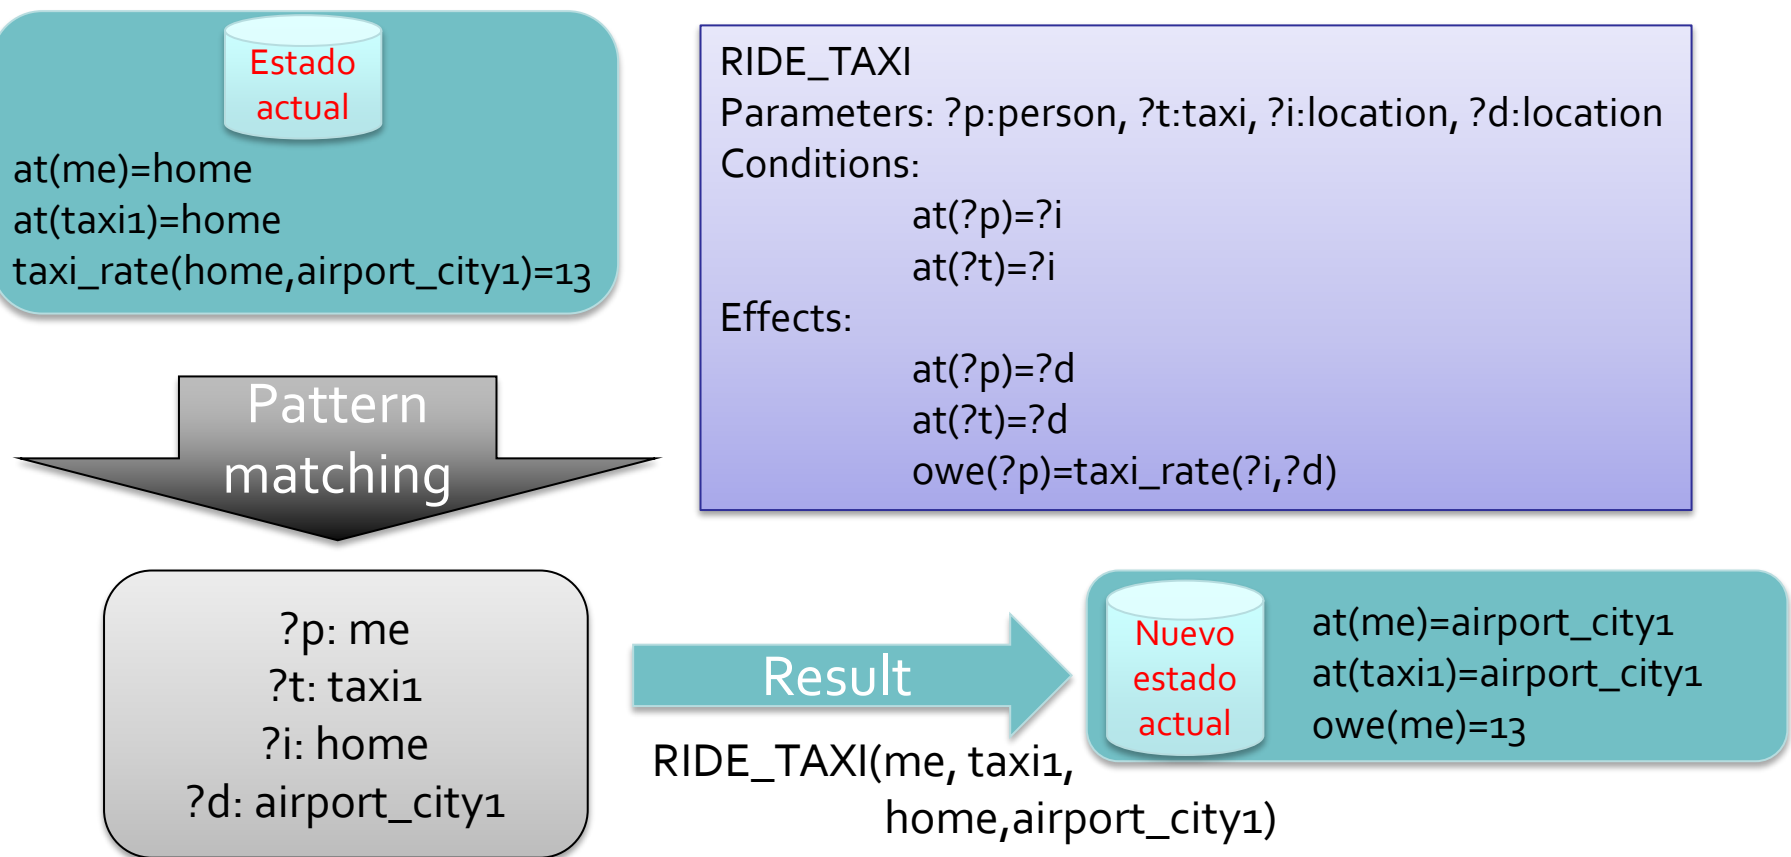 Estado
actual
at(me)=home
at(taxi1)=home
taxi_rate(home,airport_city1)=13
RIDE_TAXI
Parameters: ?p:person, ?t:taxi, ?i:location, ?d:location
Conditions:
at(?p)=?i
at(?t)=?i
Effects:
at(?p)=?d
at(?t)=?d
owe(?p)=taxi_rate(?i,?d)
Pattern
matching
?p: me
?t: taxi1
?i: home
?d: airport_city1
Result
RIDE_TAXI(me, taxi1,
home,airport_city1)
Nuevo
estado
actual
at(me)=airport_city1
at(taxi1)=airport_city1
owe(me)=13